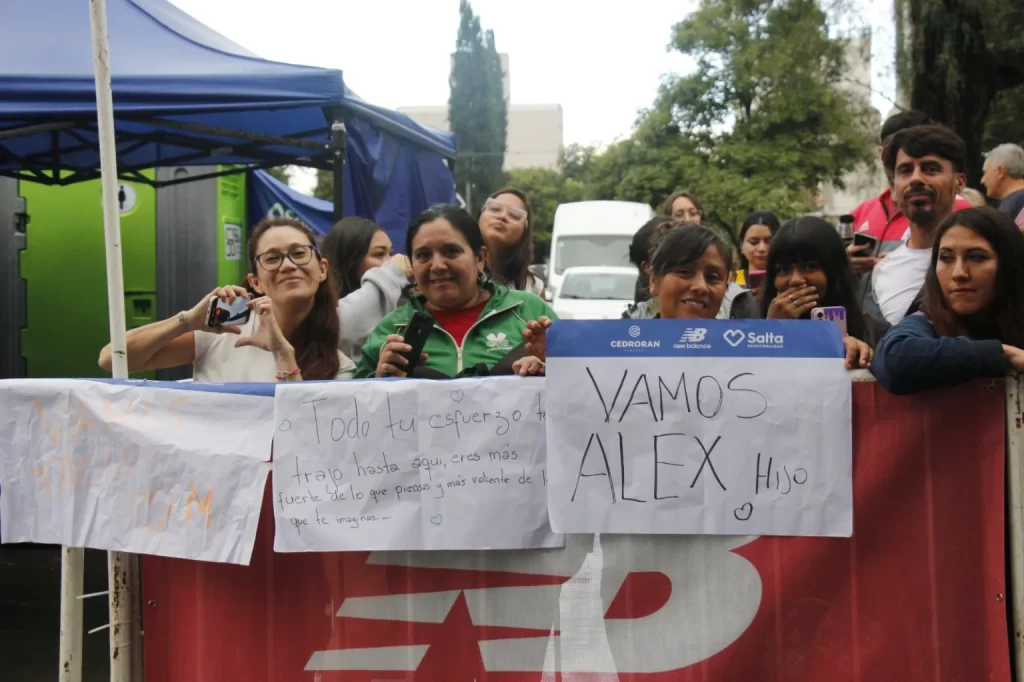 Todo tu esfuerzo te
trajo hasta aquí, eres más
fuerte de lo que piensas y más valiente de lo
que te imaginas...
CEDRORAN
new balance
Salta
VAMOS
ALEX HIJO